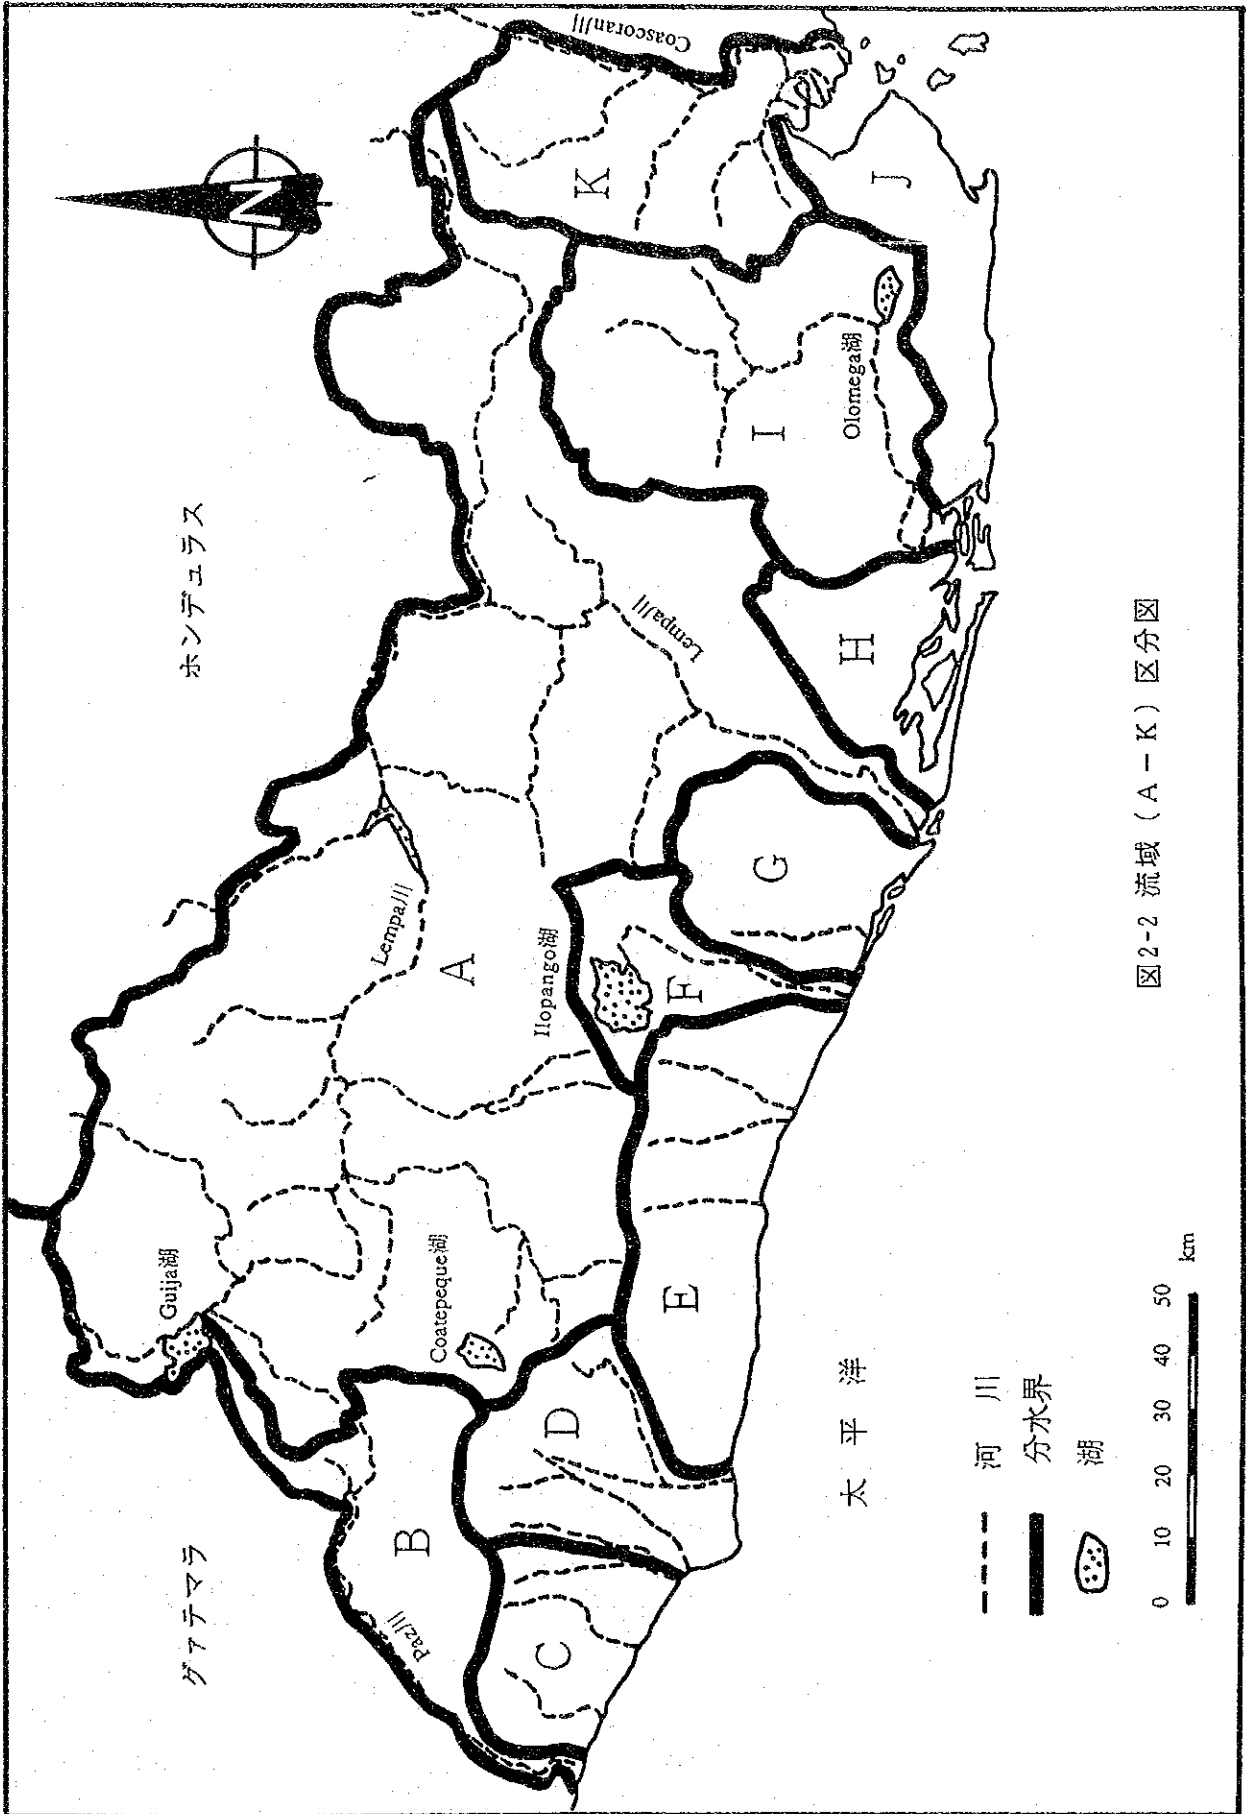 ホンデュラス
グァテマラ
N
Coascoran川
K
J
I
Olomega湖
Lempa川
H
G
Lempa川
A
Ilopango湖
F
Guija湖
Coatepeque湖
E
D
B
Paz川
C
太平洋
河川
分水界
湖
0 10 20 30 40 50 km
図2-2 流域(A-K)区分図